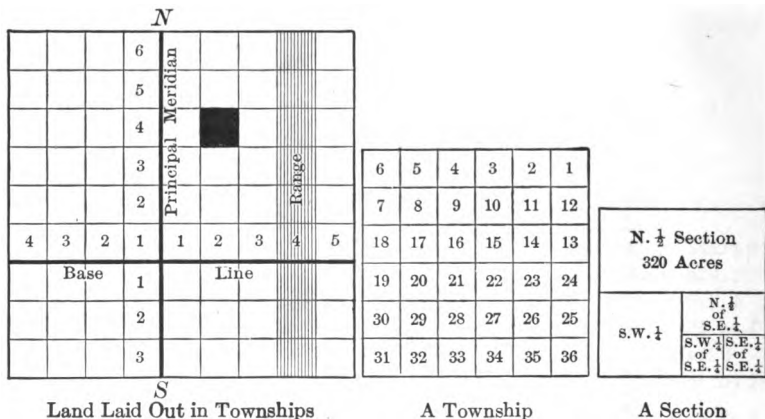 N
6
5
4
3
2
Principal Meridian
Range
4 3 2 1 1 2 3 4 5
Base Line
1
2
3
S
Land Laid Out in Townships
6 5 4 3 2 1
7 8 9 10 11 12
18 17 16 15 14 13
19 20 21 22 23 24
30 29 28 27 26 25
31 32 33 34 35 36
A Township
N. ½ Section
320 Acres
S.W. ¼
N. ½
of
S.E. ¼
S.W. ¼
of
S.E. ¼
S.E. ¼
of
S.E. ¼
A Section